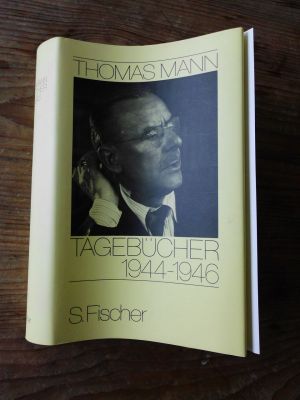 THOMAS MANN
TAGEBÜCHER
1944-1946
S. Fischer